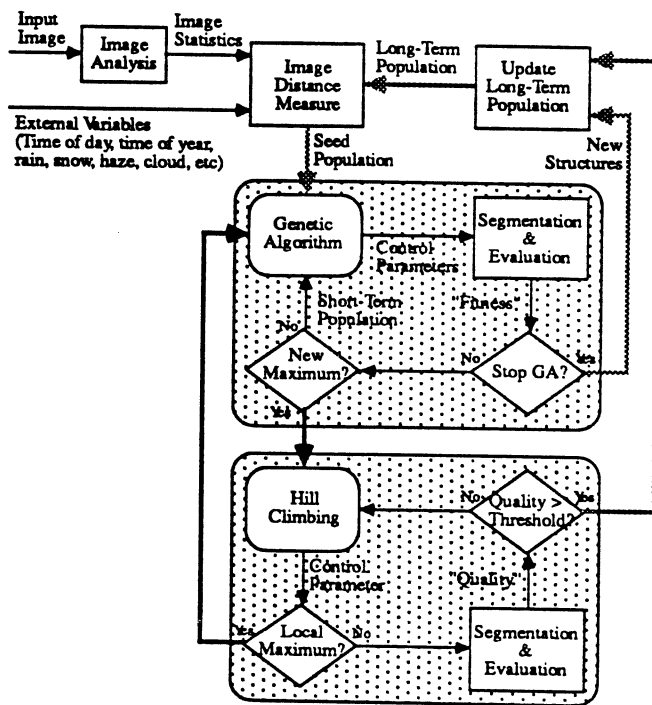 Input
Image
Image
Analysis
Image
Statistics
Image
Distance
Measure
Long-Term
Population
Update
Long-Term
Population
External Variables
(Time of day, time of year,
rain, snow, haze, cloud, etc)
Seed
Population
New
Structures
Genetic
Algorithm
Control
Parameters
Segmentation
&
Evaluation
Short-Term
Population
"Fitness"
No
New
Maximum?
No
Stop GA?
Yes
Yes
Hill
Climbing
No
Quality >
Threshold?
Yes
Control
Parameter
"Quality"
Yes
Local
Maximum?
No
Segmentation
&
Evaluation